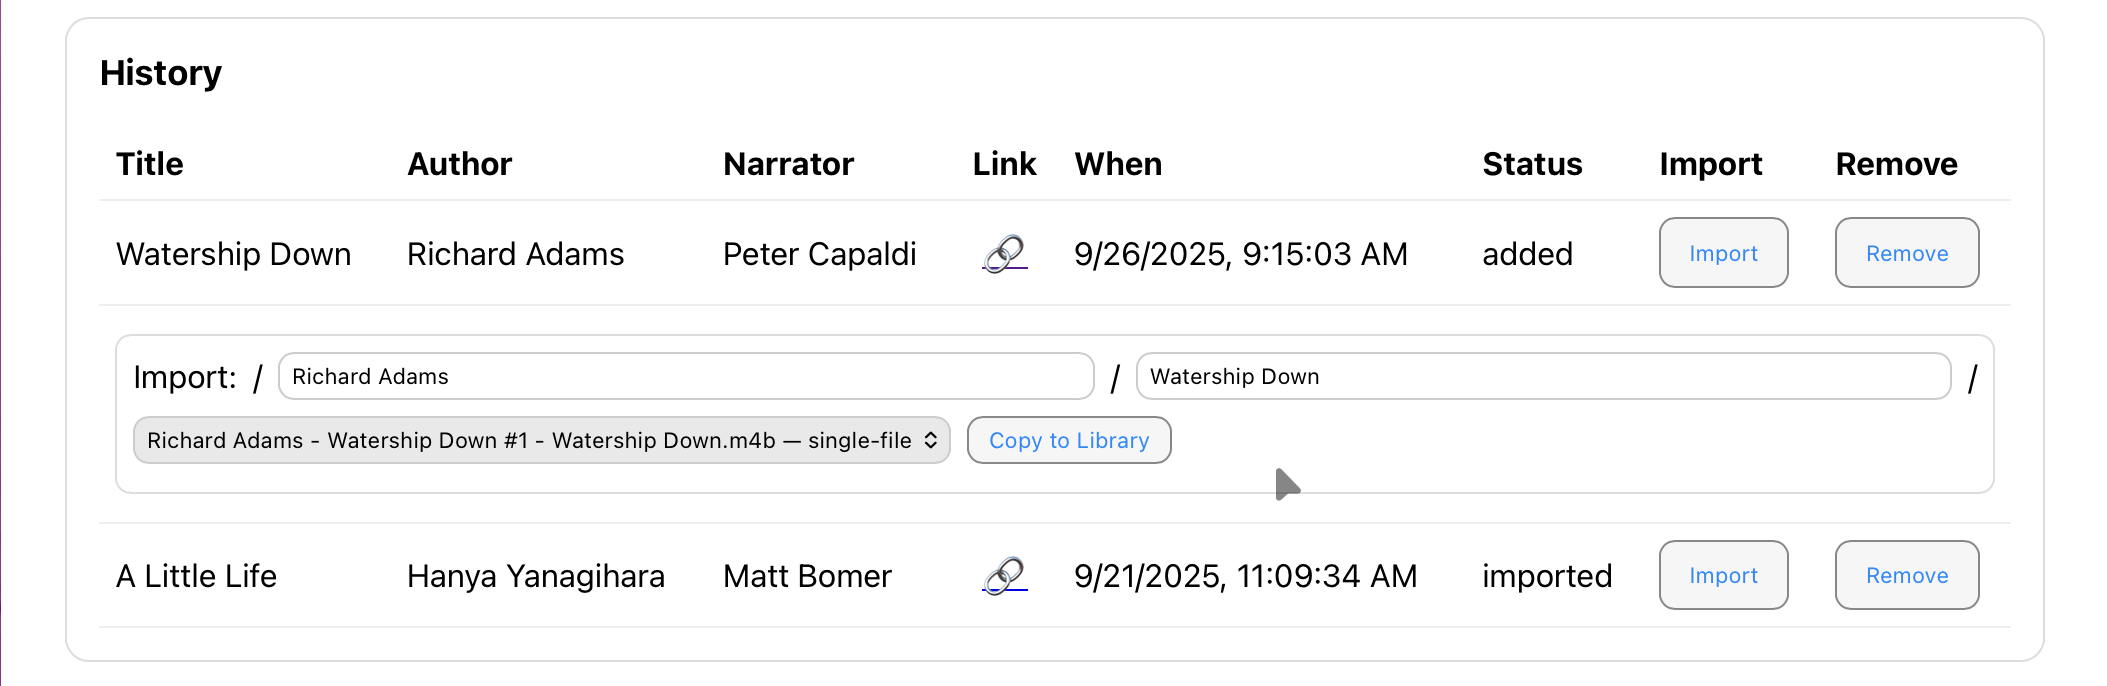 History
Title Author Narrator Link When Status Import Remove
Watership Down Richard Adams Peter Capaldi 🔗 9/26/2025, 9:15:03 AM added Import Remove
Import: / Richard Adams / Watership Down /
Richard Adams - Watership Down #1 - Watership Down.m4b — single-file Copy to Library
A Little Life Hanya Yanagihara Matt Bomer 🔗 9/21/2025, 11:09:34 AM imported Import Remove